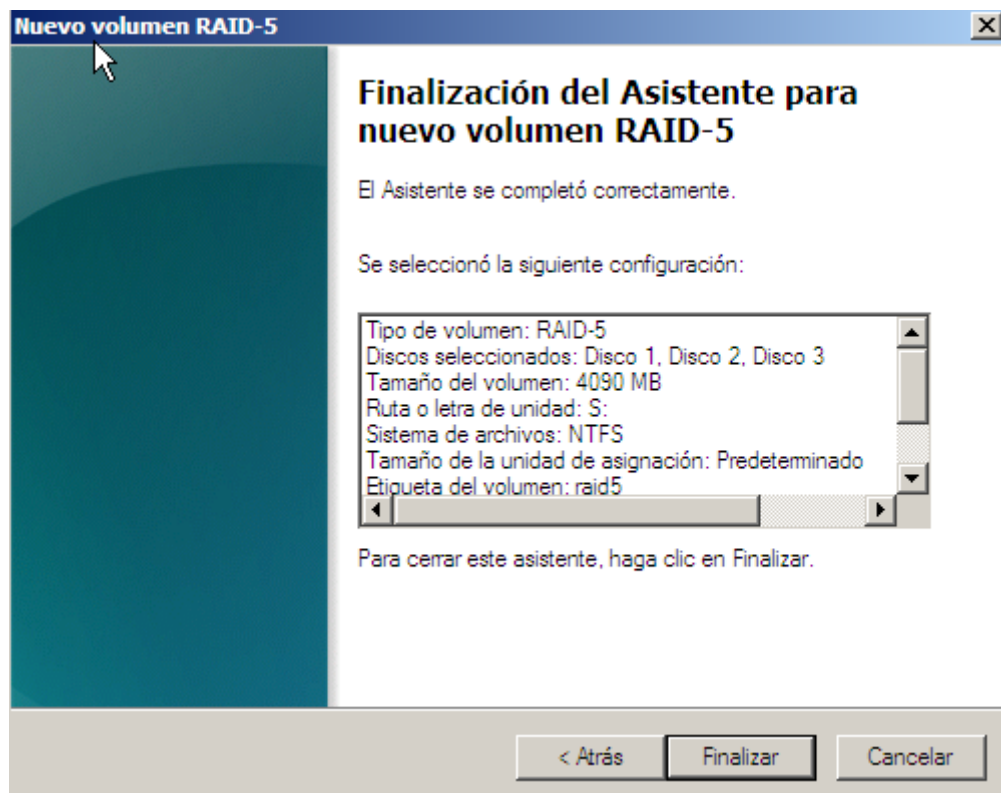 Nuevo volumen RAID-5
Finalización del Asistente para
nuevo volumen RAID-5
El Asistente se completó correctamente.
Se seleccionó la siguiente configuración:
Tipo de volumen: RAID-5
Discos seleccionados: Disco 1, Disco 2, Disco 3
Tamaño del volumen: 4090 MB
Ruta o letra de unidad: S:
Sistema de archivos: NTFS
Tamaño de la unidad de asignación: Predeterminado
Etiqueta del volumen: raid5
Para cerrar este asistente, haga clic en Finalizar.
< Atrás
Finalizar
Cancelar